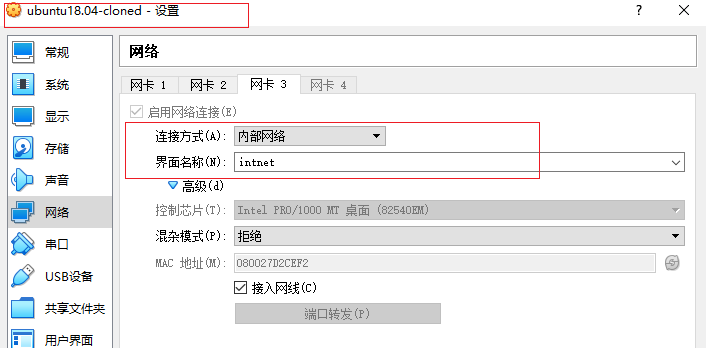 ubuntu18.04-cloned - 设置
? ×
常规
系统
显示
存储
声音
网络
串口
USB设备
共享文件夹
用户界面
网络
网卡 1 网卡 2 网卡 3 网卡 4
启用网络连接(E)
连接方式(A): 内部网络
界面名称(N): intnet
高级(d)
控制芯片(T): Intel PRO/1000 MT 桌面 (82540EM)
混杂模式(P): 拒绝
MAC 地址(M): 080027D2CEF2
接入网线(C)
端口转发(P)